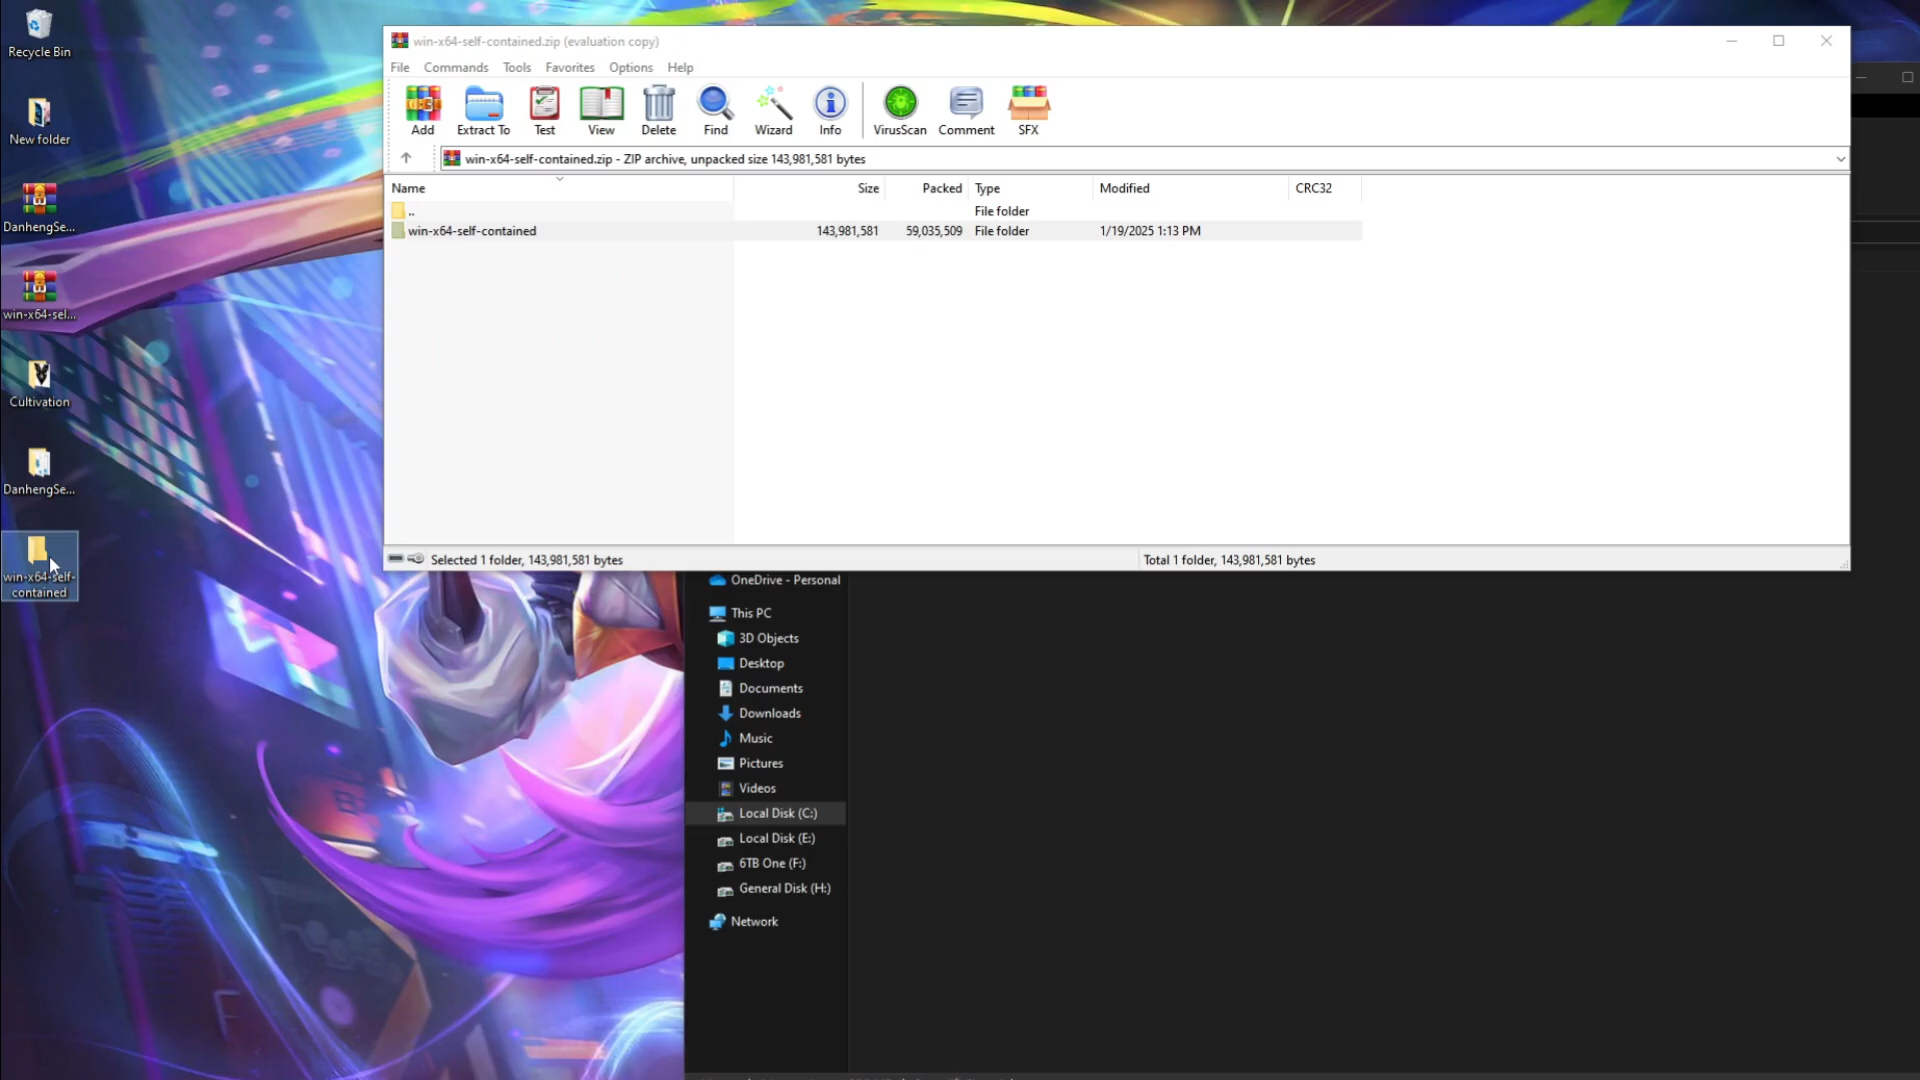 Recycle Bin
New folder
DanhengSe...
win-x64-sel...
Cultivation
DanhengSe...
win-x64-self-
contained
win-x64-self-contained.zip (evaluation copy)
File Commands Tools Favorites Options Help
Add Extract To Test View Delete Find Wizard Info VirusScan Comment SFX
win-x64-self-contained.zip - ZIP archive, unpacked size 143,981,581 bytes
Name Size Packed Type Modified CRC32
.. File folder
win-x64-self-contained 143,981,581 59,035,509 File folder 1/19/2025 1:13 PM
Selected 1 folder, 143,981,581 bytes Total 1 folder, 143,981,581 bytes
OneDrive - Personal
This PC
3D Objects
Desktop
Documents
Downloads
Music
Pictures
Videos
Local Disk (C:)
Local Disk (E:)
6TB One (F:)
General Disk (H:)
Network